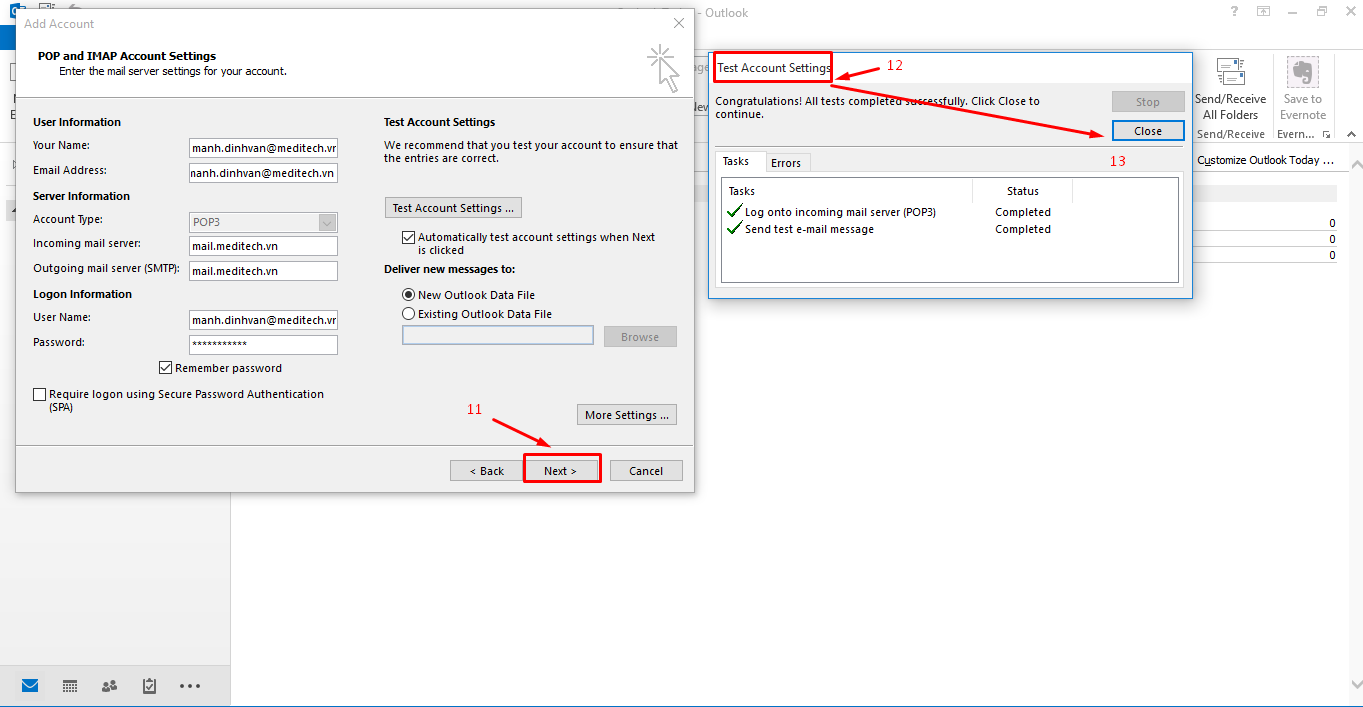 - Outlook
Add Account
POP and IMAP Account Settings
Enter the mail server settings for your account.
User Information
Your Name:
manh.dinhvan@meditech.vn
Email Address:
manh.dinhvan@meditech.vn
Server Information
Account Type:
POP3
Incoming mail server:
mail.meditech.vn
Outgoing mail server (SMTP):
mail.meditech.vn
Logon Information
User Name:
manh.dinhvan@meditech.vn
Password:
***********
Remember password
Require logon using Secure Password Authentication
(SPA)
Test Account Settings
We recommend that you test your account to ensure that
the entries are correct.
Test Account Settings ...
Automatically test account settings when Next
is clicked
Deliver new messages to:
New Outlook Data File
Existing Outlook Data File
Browse
More Settings ...
11
< Back
Next >
Cancel
Test Account Settings
12
Congratulations! All tests completed successfully. Click Close to
continue.
Stop
Close
13
Tasks
Errors
Tasks
Status
Log onto incoming mail server (POP3)
Completed
Send test e-mail message
Completed
Send/Receive
All Folders
Send/Receive
Save to
Evernote
Evern...
Customize Outlook Today ...
0
0
0